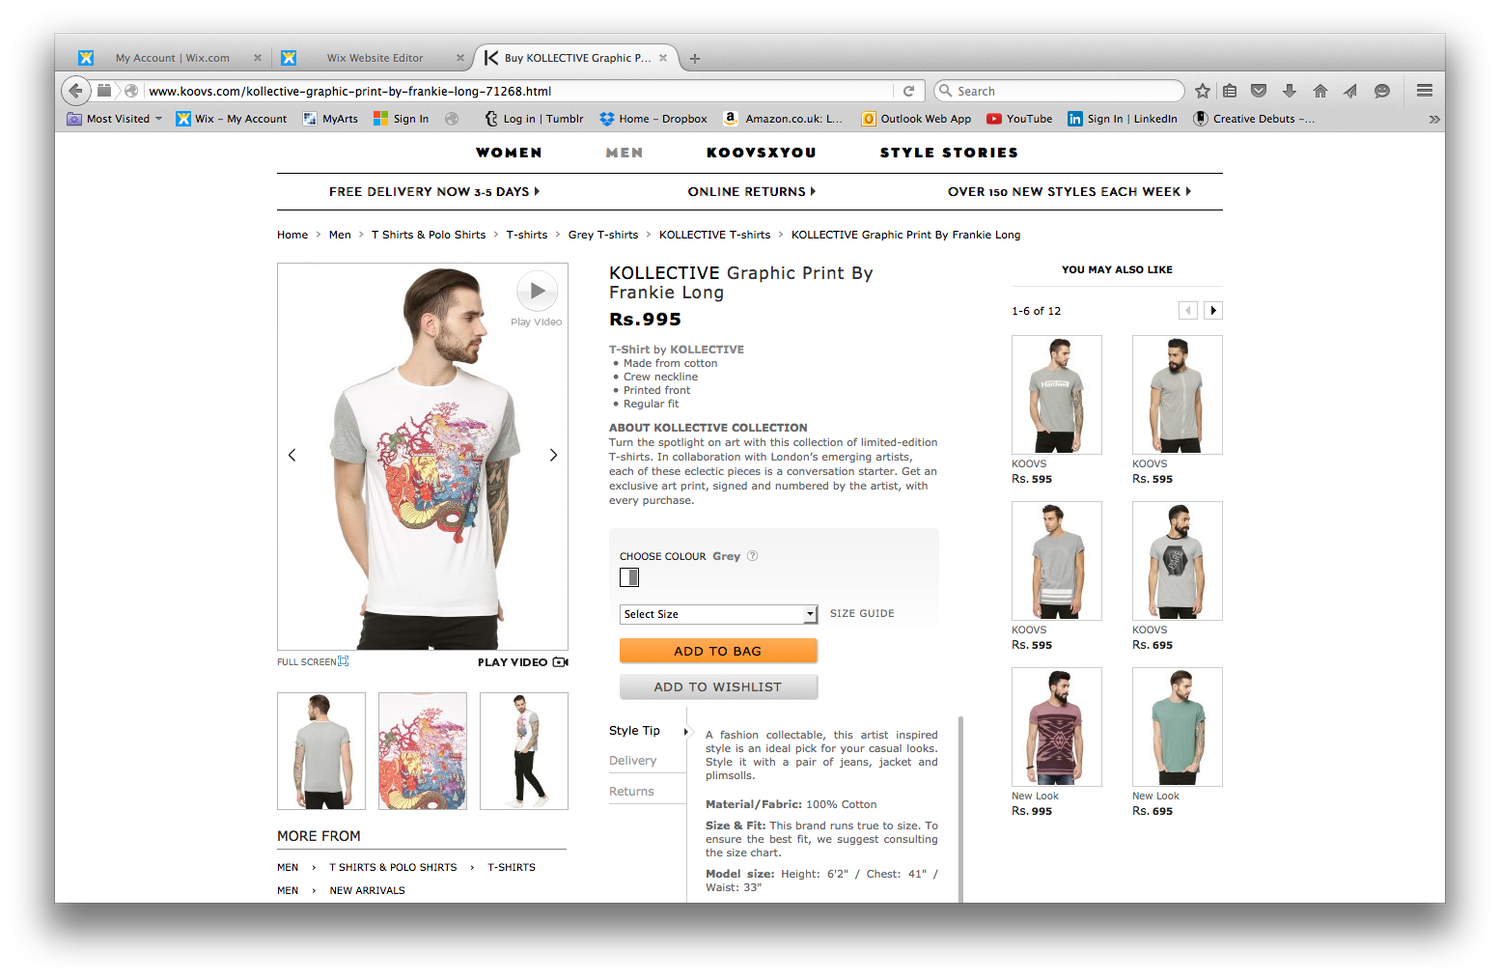 My Account | Wix.com
Wix Website Editor
Buy KOLLECTIVE Graphic P...
www.koovs.com/kollective-graphic-print-by-frankie-long-71268.html
Search
Most Visited
Wix – My Account
MyArts
Sign In
Log in | Tumblr
Home – Dropbox
Amazon.co.uk: L...
Outlook Web App
YouTube
Sign In | LinkedIn
Creative Debuts –...
WOMEN
MEN
KOOVSXYOU
STYLE STORIES
FREE DELIVERY NOW 3-5 DAYS
ONLINE RETURNS
OVER 150 NEW STYLES EACH WEEK
Home > Men > T Shirts & Polo Shirts > T-shirts > Grey T-shirts > KOLLECTIVE T-shirts > KOLLECTIVE Graphic Print By Frankie Long
Play Video
FULL SCREEN
PLAY VIDEO
MORE FROM
MEN > T SHIRTS & POLO SHIRTS > T-SHIRTS
MEN > NEW ARRIVALS
KOLLECTIVE Graphic Print By
Frankie Long
Rs.995
T-Shirt by KOLLECTIVE
• Made from cotton
• Crew neckline
• Printed front
• Regular fit
ABOUT KOLLECTIVE COLLECTION
Turn the spotlight on art with this collection of limited-edition
T-shirts. In collaboration with London's emerging artists,
each of these eclectic pieces is a conversation starter. Get an
exclusive art print, signed and numbered by the artist, with
every purchase.
CHOOSE COLOUR Grey ?
Select Size
SIZE GUIDE
ADD TO BAG
ADD TO WISHLIST
Style Tip
Delivery
Returns
A fashion collectable, this artist inspired
style is an ideal pick for your casual looks.
Style it with a pair of jeans, jacket and
plimsolls.
Material/Fabric: 100% Cotton
Size & Fit: This brand runs true to size. To
ensure the best fit, we suggest consulting
the size chart.
Model size: Height: 6'2" / Chest: 41" /
Waist: 33"
YOU MAY ALSO LIKE
1-6 of 12
KOOVS
Rs. 595
KOOVS
Rs. 595
KOOVS
Rs. 595
DARE
KOOVS
Rs. 695
New Look
Rs. 995
New Look
Rs. 695